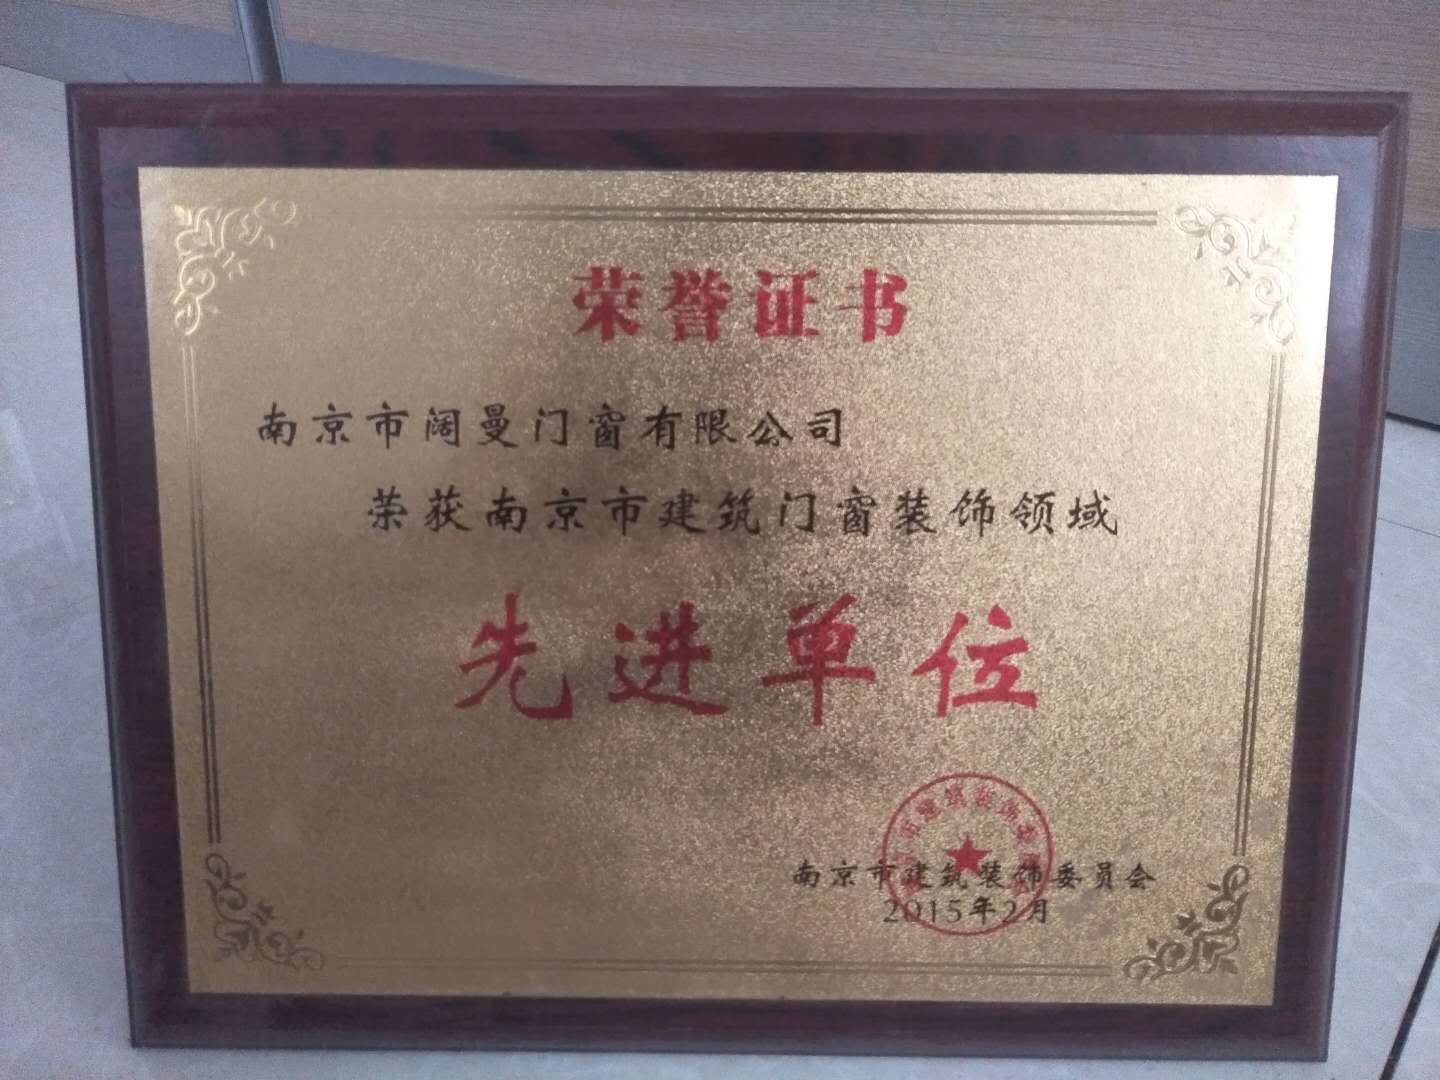 荣誉证书
南京市阔曼门窗有限公司
荣获南京市建筑门窗装饰领域
先进单位
南京市建筑装饰委员会
2015年2月